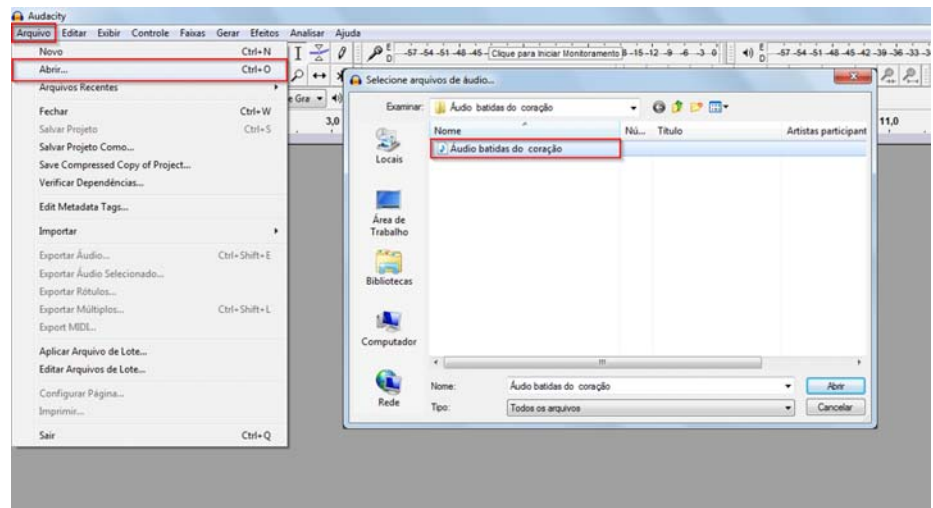 Audacity
Arquivo Editar Exibir Controle Faixas Gerar Efeitos Analisar Ajuda
Novo Ctrl+N
Abrir... Ctrl+O
Arquivos Recentes
Fechar Ctrl+W
Salvar Projeto Ctrl+S
Salvar Projeto Como...
Save Compressed Copy of Project...
Verificar Dependências...
Edit Metadata Tags...
Importar
Exportar Áudio... Ctrl+Shift+E
Exportar Áudio Selecionado...
Exportar Rótulos...
Exportar Múltiplos... Ctrl+Shift+L
Export MIDI...
Aplicar Arquivo de Lote...
Editar Arquivos de Lote...
Configurar Página...
Imprimir...
Sair Ctrl+Q
-57 -54 -51 -48 -45 - Clique para Iniciar Monitoramento -15 -12 -9 -6 -3 0
-57 -54 -51 -48 -45 -42 -39 -36 -33 -3
e Gra
3,0
11,0
Selecione arquivos de áudio...
Examinar: Áudio batidas do coração
Nome Nú... Título Artistas participant
Áudio batidas do coração
Locais
Área de
Trabalho
Bibliotecas
Computador
Rede
Nome: Áudo batidas do coração Abrir
Tipo: Todos os arquivos Cancelar